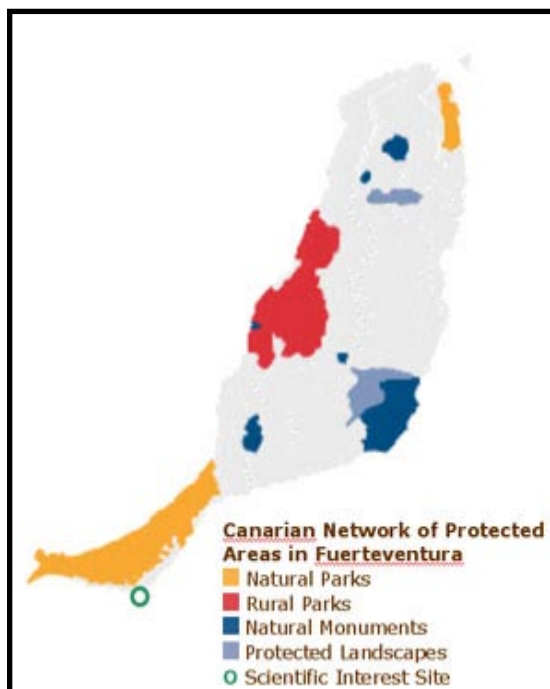 Canarian Network of Protected
Areas in Fuerteventura
Natural Parks
Rural Parks
Natural Monuments
Protected Landscapes
Scientific Interest Site